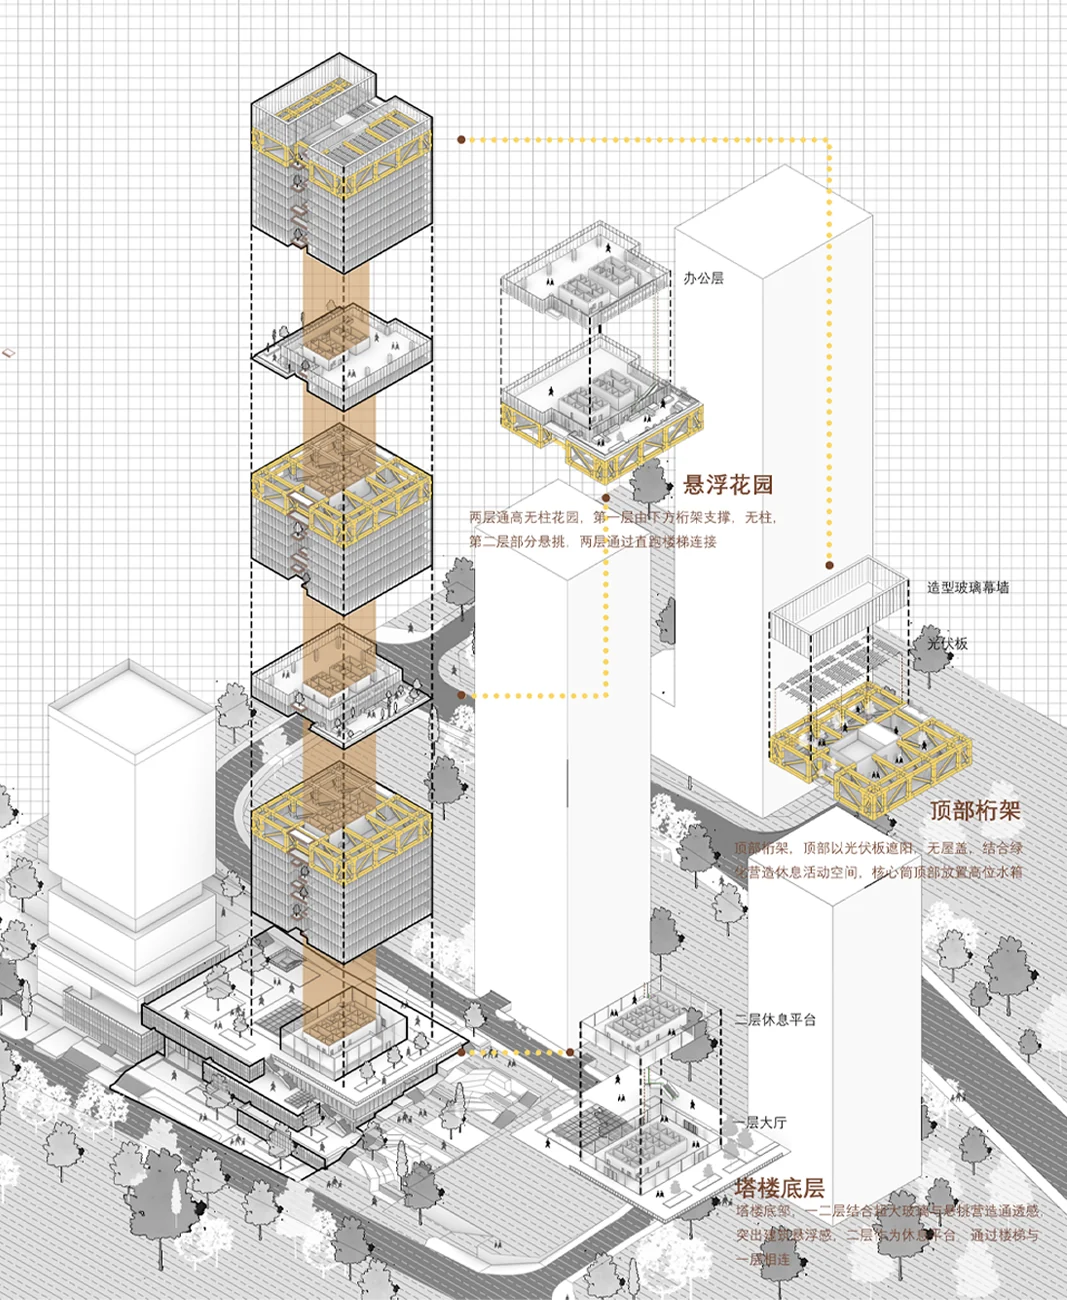 办公层
悬浮花园
两层通高无柱花园，第一层由下方桁架支撑，无柱，
第二层部分悬挑，两层通过直跑楼梯连接
造型玻璃幕墙
光伏板
顶部桁架
顶部桁架，顶部以光伏板遮阳，无屋盖，结合绿
化营造休息活动空间，核心筒顶部放置高位水箱
二层休息平台
一层大厅
塔楼底层
塔楼底部，一二层结合超大玻璃与悬挑营造通透感，
突出建筑悬浮感，二层作为休息平台，通过楼梯与
一层相连